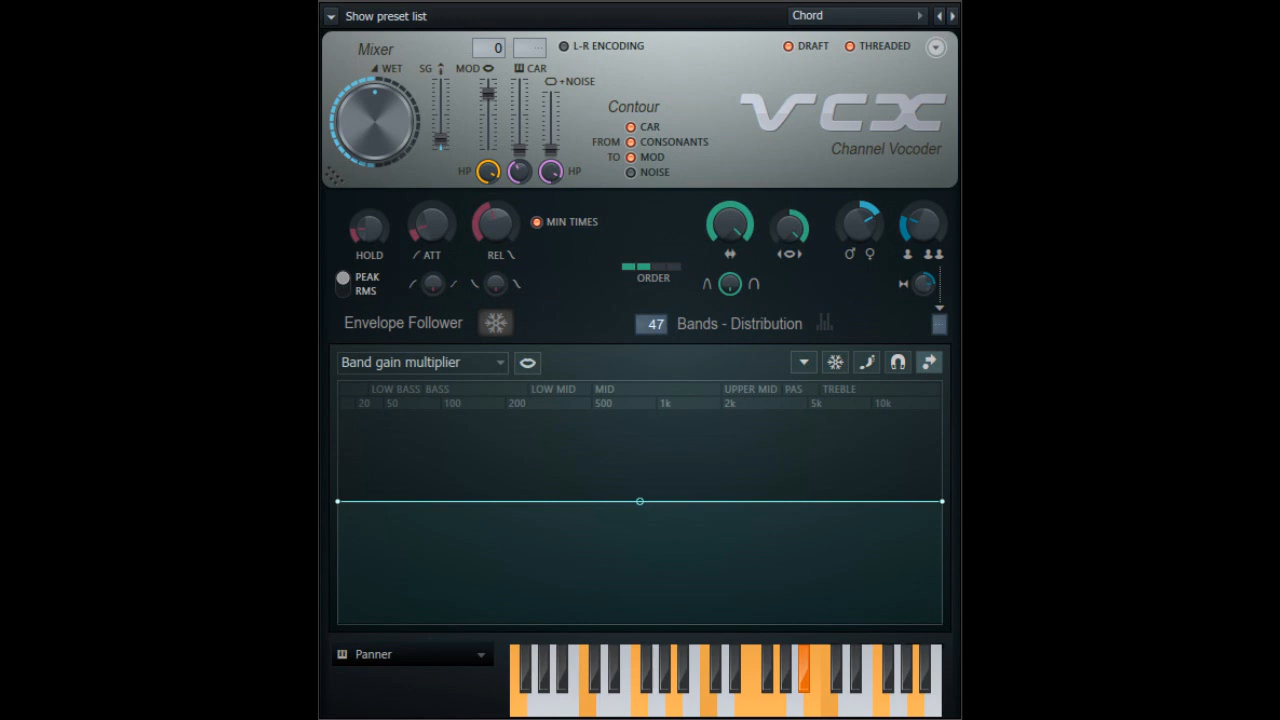 Show preset list
Chord
Mixer
0
L-R ENCODING
DRAFT
THREADED
WET
SG
MOD
CAR
+NOISE
Contour
VCX
CAR
FROM CONSONANTS
TO MOD
NOISE
Channel Vocoder
HP
HP
MIN TIMES
HOLD
ATT
REL
ORDER
PEAK
RMS
Envelope Follower
47 Bands - Distribution
Band gain multiplier
LOW BASS BASS LOW MID MID UPPER MID PAS TREBLE
20 50 100 200 500 1k 2k 5k 10k
Panner